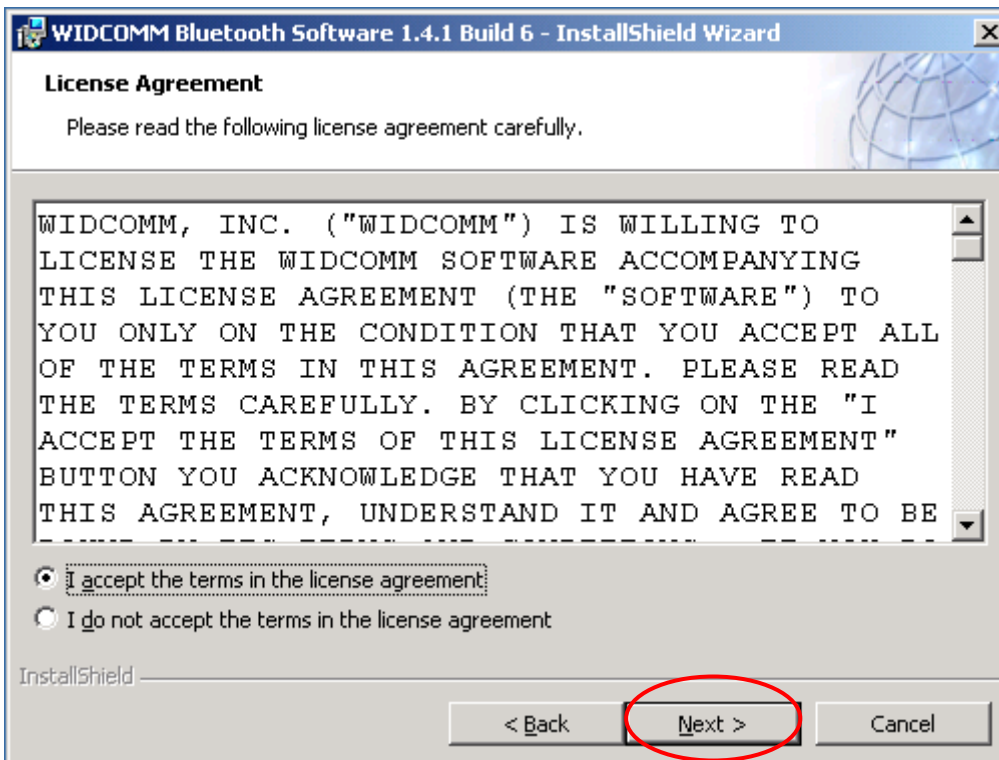 WIDCOMM Bluetooth Software 1.4.1 Build 6 - InstallShield Wizard
License Agreement
Please read the following license agreement carefully.
WIDCOMM, INC. ("WIDCOMM") IS WILLING TO
LICENSE THE WIDCOMM SOFTWARE ACCOMPANYING
THIS LICENSE AGREEMENT (THE "SOFTWARE") TO
YOU ONLY ON THE CONDITION THAT YOU ACCEPT ALL
OF THE TERMS IN THIS AGREEMENT. PLEASE READ
THE TERMS CAREFULLY. BY CLICKING ON THE "I
ACCEPT THE TERMS OF THIS LICENSE AGREEMENT"
BUTTON YOU ACKNOWLEDGE THAT YOU HAVE READ
THIS AGREEMENT, UNDERSTAND IT AND AGREE TO BE
I accept the terms in the license agreement
I do not accept the terms in the license agreement
InstallShield
< Back Next > Cancel